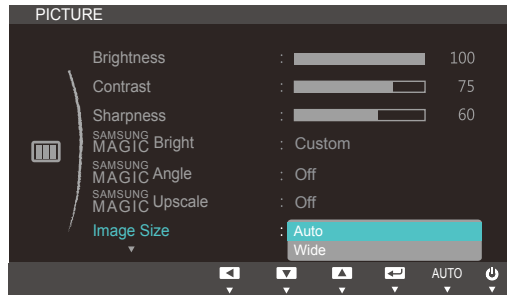 PICTURE
Brightness : 100
Contrast : 75
Sharpness : 60
SAMSUNG MAGIC Bright : Custom
SAMSUNG MAGIC Angle : Off
SAMSUNG MAGIC Upscale : Off
Image Size : Auto
Wide
AUTO